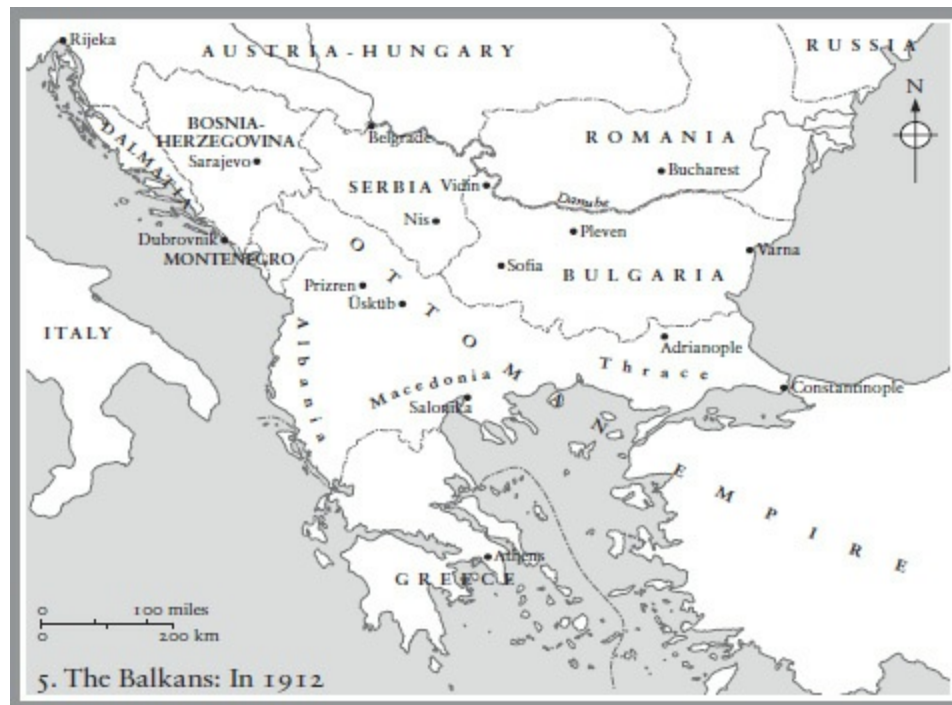 Rijeka
AUSTRIA-HUNGARY
RUSSIA
N
DALMATIA
BOSNIA-
HERZEGOVINA
Sarajevo
Belgrade
ROMANIA
Bucharest
SERBIA
Vidin
Danube
Nis
Pleven
Dubrovnik
MONTENEGRO
Sofia
BULGARIA
Varna
Prizren
Üsküb
OTTOMAN EMPIRE
ITALY
Albania
Macedonia
Thrace
Adrianople
Salonika
Constantinople
Athens
GREECE
0 100 miles
0 200 km
5. The Balkans: In 1912